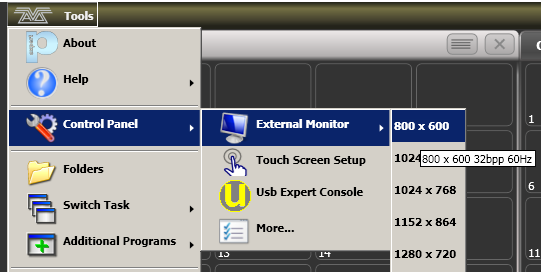 Tools
About
Help
Control Panel
Folders
Switch Task
Additional Programs
External Monitor
Touch Screen Setup
Usb Expert Console
More...
800 x 600
1024
800 x 600 32bpp 60Hz
1024 x 768
1152 x 864
1280 x 720
1
6
11
13
14